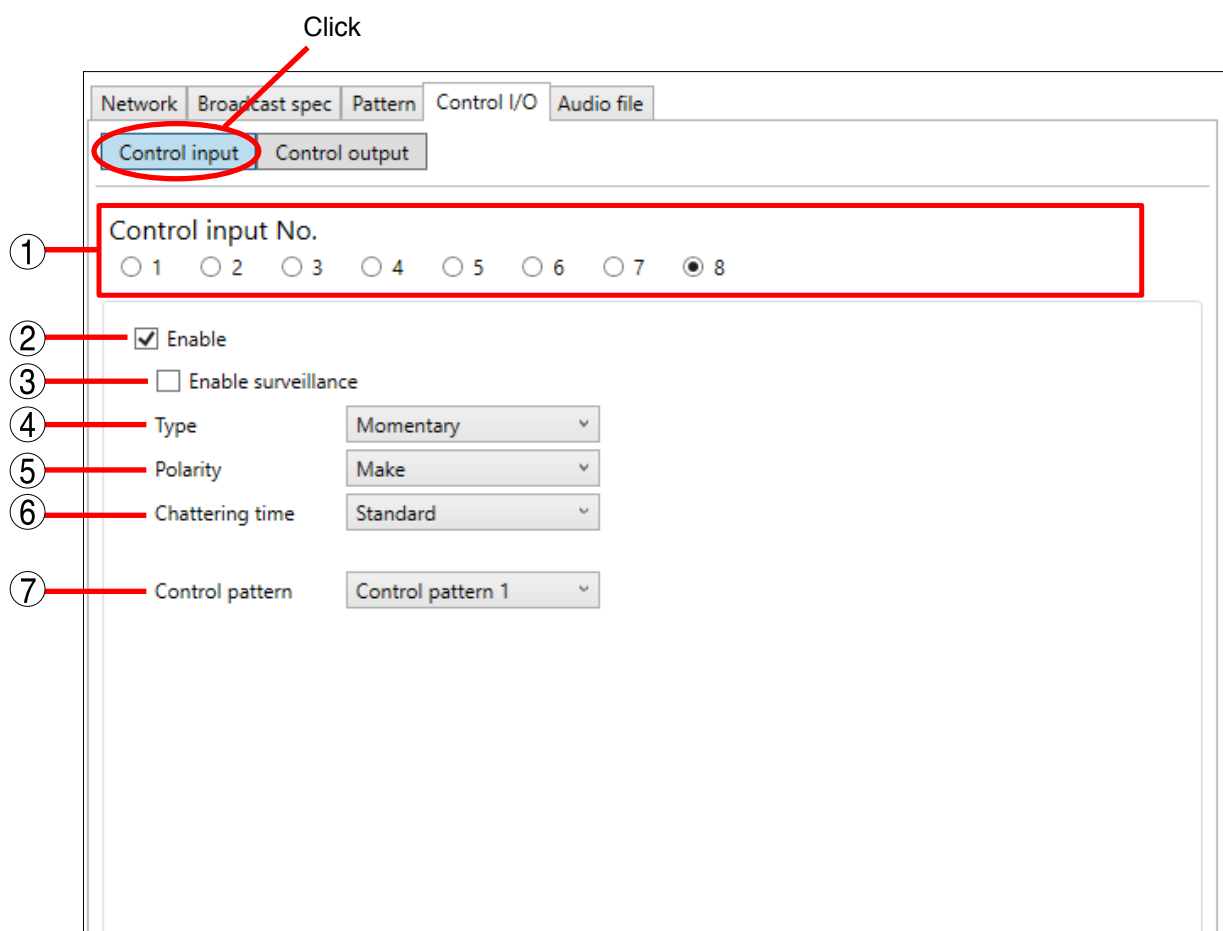 Click
Network Broadcast spec Pattern Control I/O Audio file
Control input Control output
Control input No.
① 1 2 3 4 5 6 7 8
② Enable
③ Enable surveillance
④ Type Momentary
⑤ Polarity Make
⑥ Chattering time Standard
⑦ Control pattern Control pattern 1